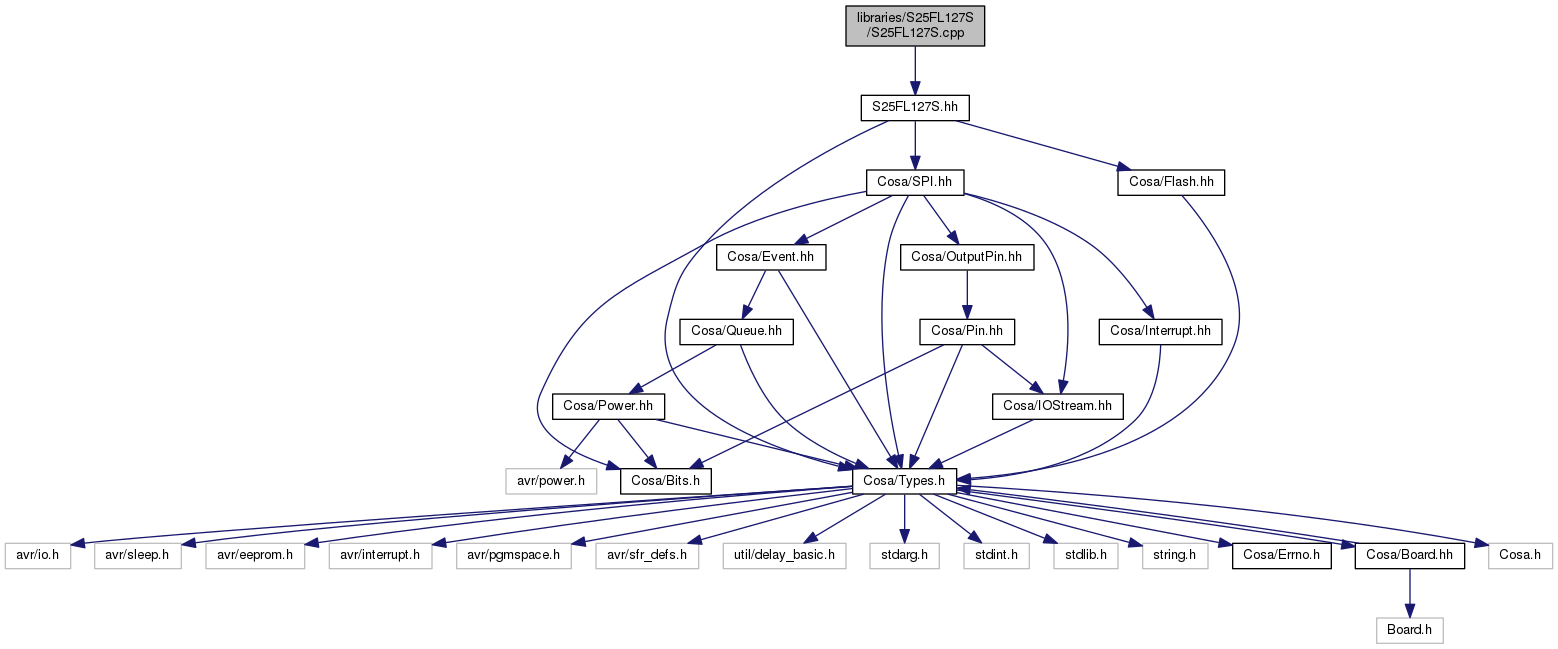 libraries/S25FL127S
/S25FL127S.cpp
S25FL127S.hh
Cosa/SPI.hh
Cosa/Flash.hh
Cosa/Event.hh
Cosa/OutputPin.hh
Cosa/Queue.hh
Cosa/Pin.hh
Cosa/Interrupt.hh
Cosa/Power.hh
Cosa/IOStream.hh
avr/power.h
Cosa/Bits.h
Cosa/Types.h
avr/io.h
avr/sleep.h
avr/eeprom.h
avr/interrupt.h
avr/pgmspace.h
avr/sfr_defs.h
util/delay_basic.h
stdarg.h
stdint.h
stdlib.h
string.h
Cosa/Errno.h
Cosa/Board.hh
Cosa.h
Board.h